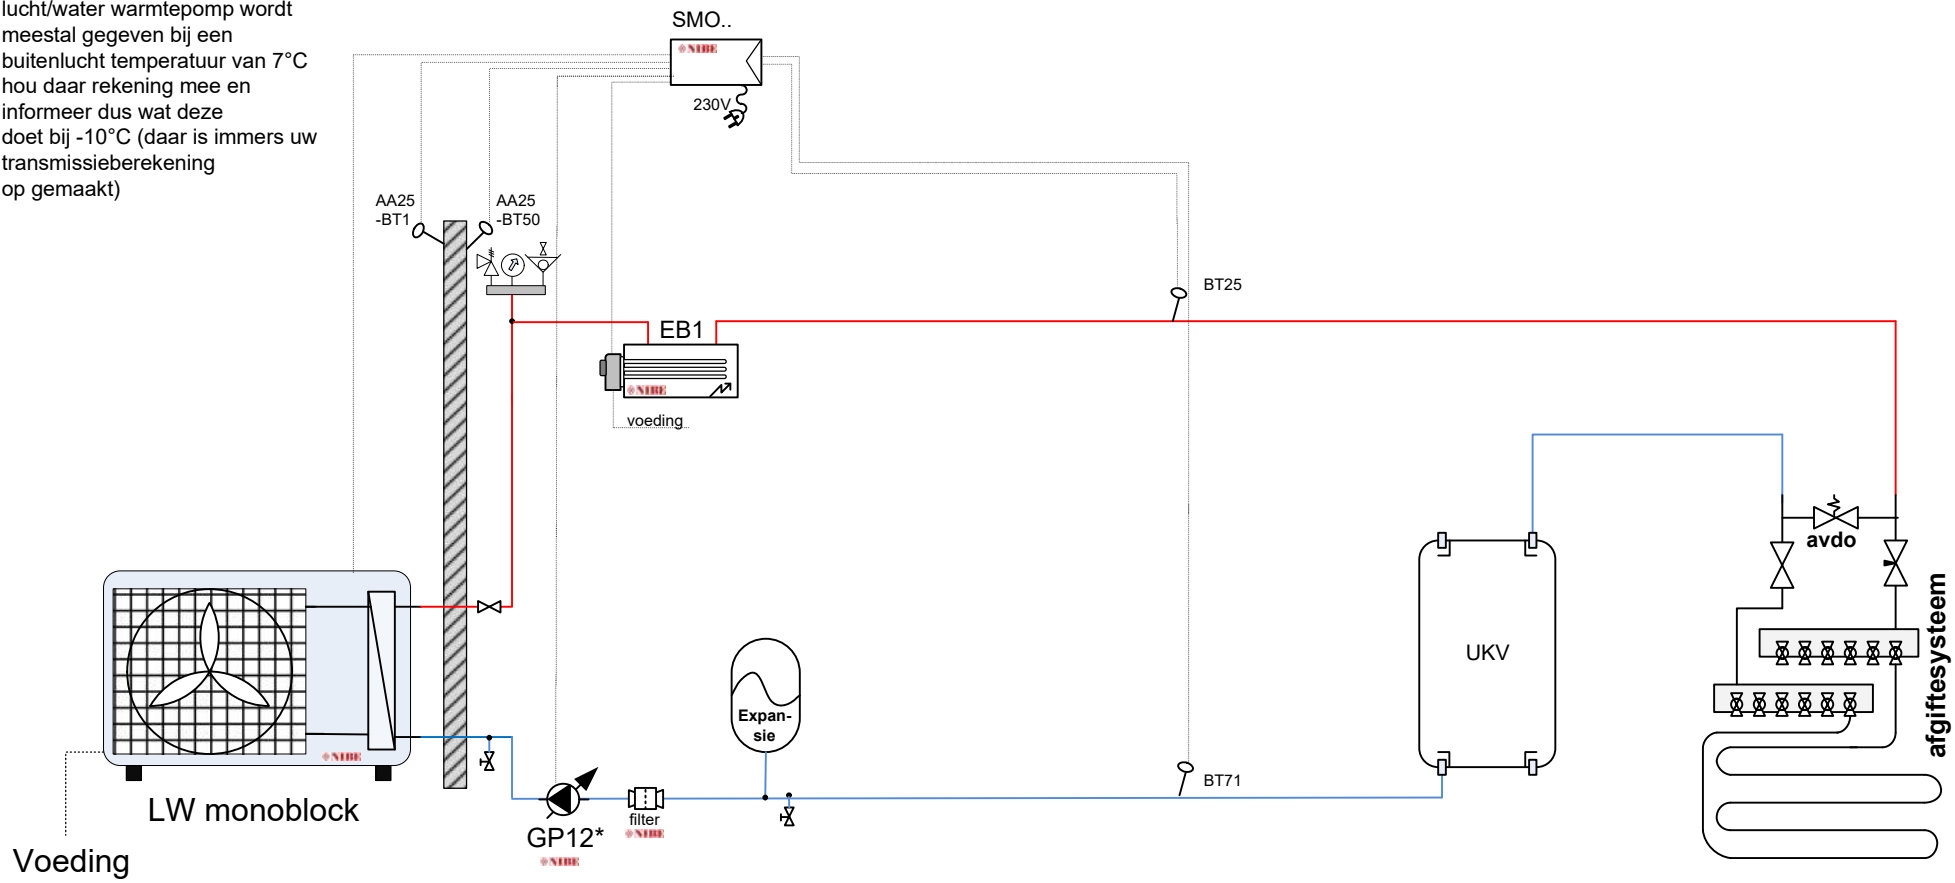 lucht/water warmtepomp wordt
meestal gegeven bij een
buitenlucht temperatuur van 7°C
hou daar rekening mee en
informeer dus wat deze
doet bij -10°C (daar is immers uw
transmissieberekening
op gemaakt)
SMO..
NIBE
230V
AA25
-BT1
AA25
-BT50
BT25
EB1
NIBE
voeding
avdo
afgiftesysteem
UKV
Expan-
sie
NIBE
BT71
LW monoblock
filter
NIBE
GP12*
NIBE
Voeding